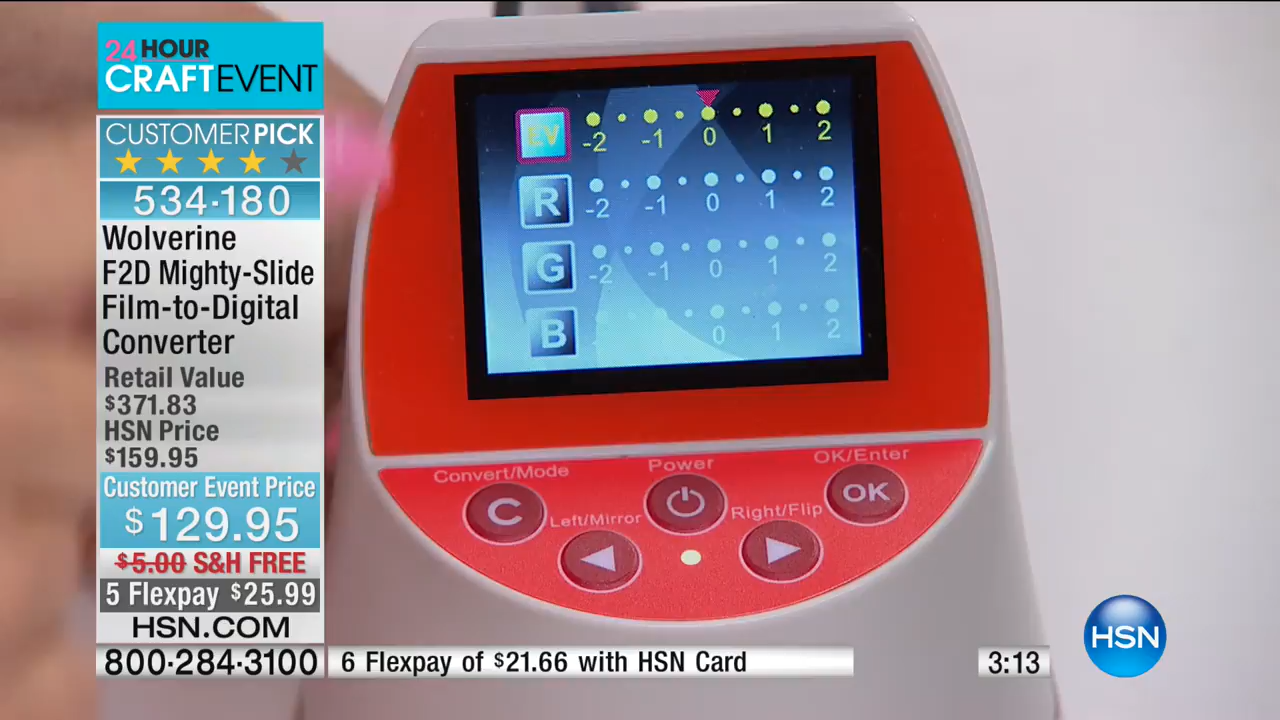 24 HOUR
CRAFTEVENT
CUSTOMERPICK
534·180
Wolverine
F2D Mighty-Slide
Film-to-Digital
Converter
Retail Value
$371.83
HSN Price
$159.95
Customer Event Price
$129.95
$5.00 S&H FREE
5 Flexpay $25.99
HSN.COM
800·284·3100
6 Flexpay of $21.66 with HSN Card
3:13
HSN
EV
-2 -1 0 1 2
R
-2 -1 0 1 2
G
-2 -1 0 1 2
B
0 1 2
Convert/Mode
Power
OK/Enter
C
OK
Left/Mirror
Right/Flip